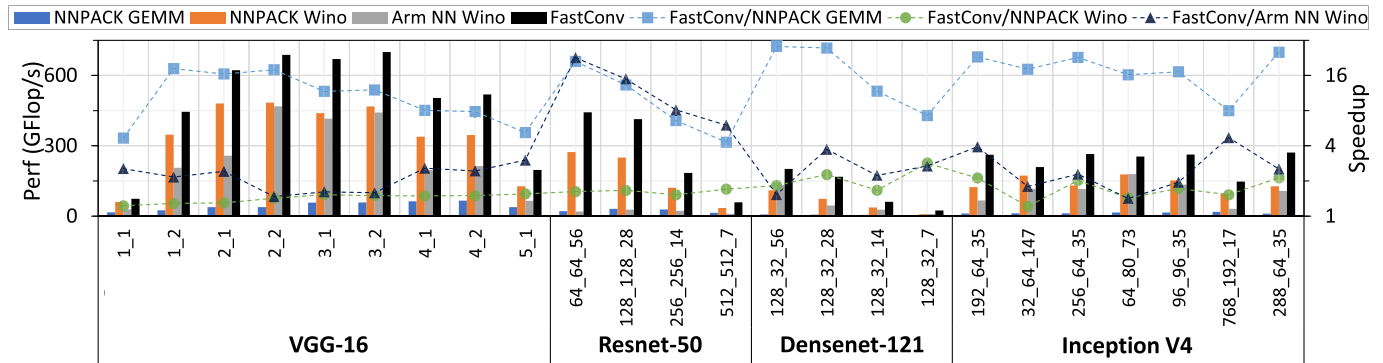 NNPACK GEMM NNPACK Wino Arm NN Wino FastConv FastConv/NNPACK GEMM FastConv/NNPACK Wino FastConv/Arm NN Wino
Perf (GFlop/s)
600
300
0
16
4
1
Speedup
1_1 1_2 2_1 2_2 3_1 3_2 4_1 4_2 5_1 64_64_56 128_128_28 256_256_14 512_512_7 128_32_56 128_32_28 128_32_14 128_32_7 192_64_35 32_64_147 256_64_35 64_80_73 96_96_35 768_192_17 288_64_35
VGG-16 Resnet-50 Densenet-121 Inception V4